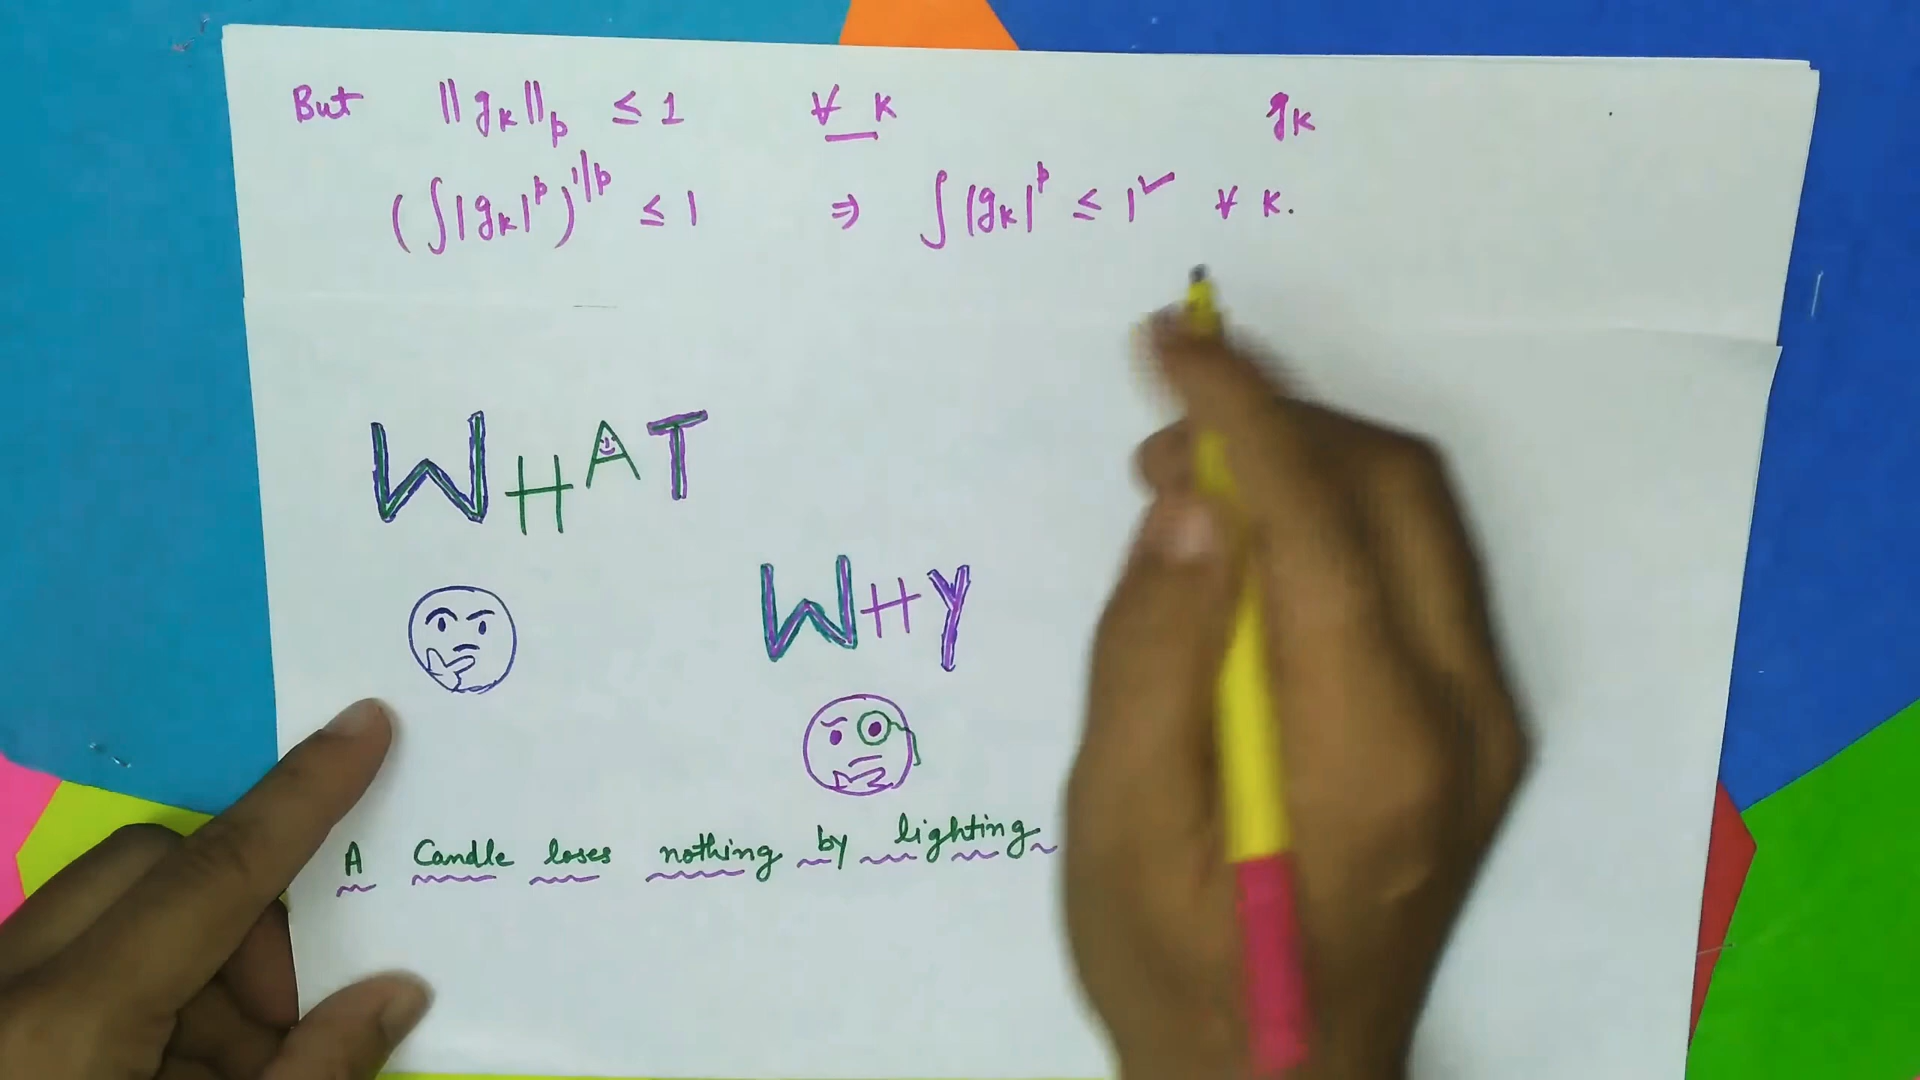 But ‖g_k‖_p ≤ 1 ∀ k g_k
(∫|g_k|^p)^{1/p} ≤ 1 ⇒ ∫|g_k|^p ≤ 1 ✓ ∀ k.
WHAT
WHY
A Candle loses nothing by lighting